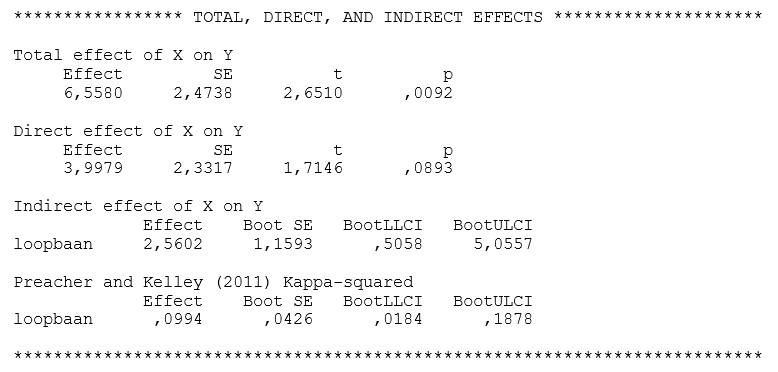 ***************** TOTAL, DIRECT, AND INDIRECT EFFECTS *********************
Total effect of X on Y
Effect SE t p
6,5580 2,4738 2,6510 ,0092
Direct effect of X on Y
Effect SE t p
3,9979 2,3317 1,7146 ,0893
Indirect effect of X on Y
Effect Boot SE BootLLCI BootULCI
loopbaan 2,5602 1,1593 ,5058 5,0557
Preacher and Kelley (2011) Kappa-squared
Effect Boot SE BootLLCI BootULCI
loopbaan ,0994 ,0426 ,0184 ,1878
***************************************************************************